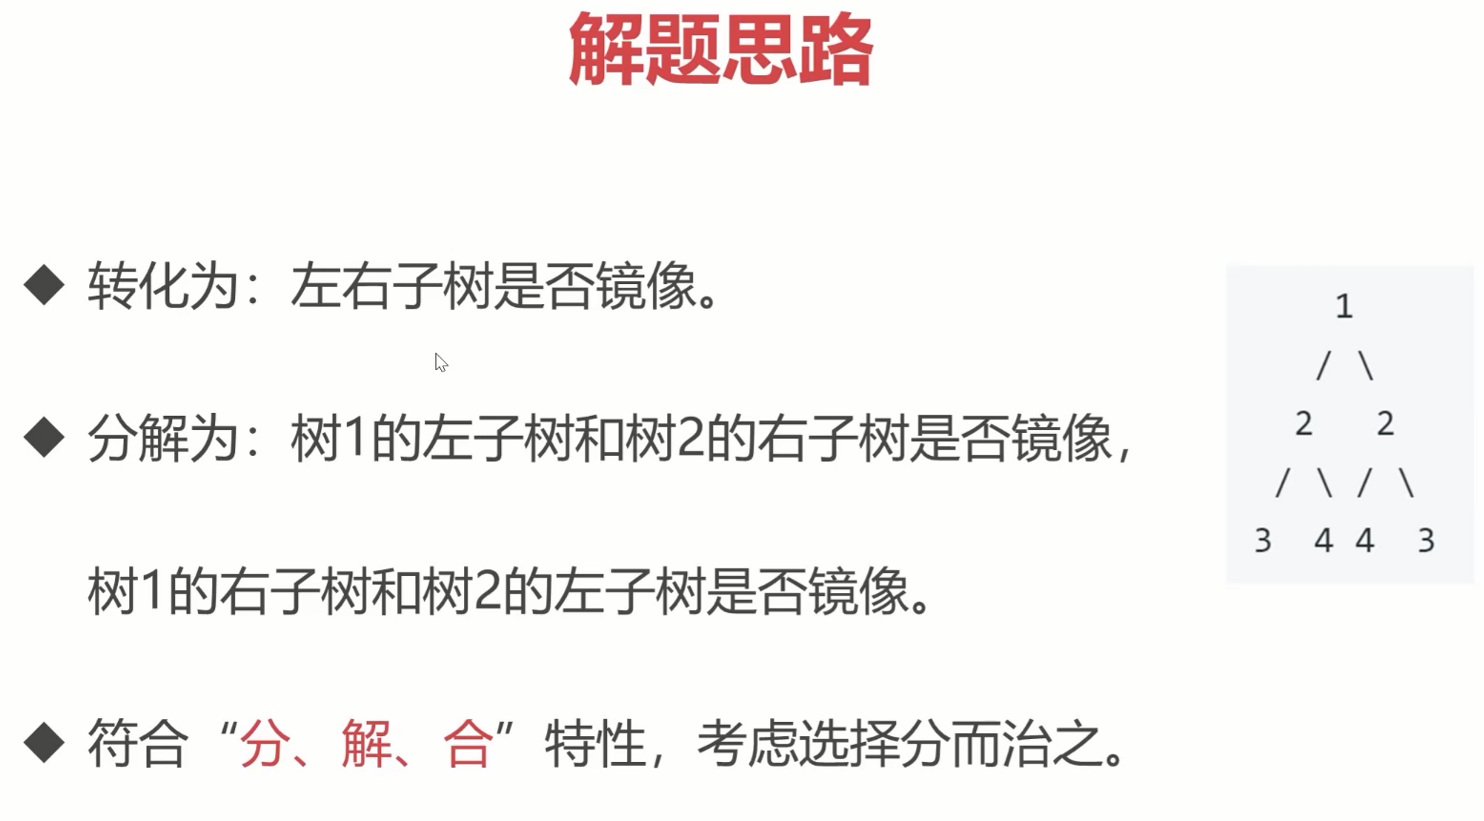 解题思路
◆ 转化为：左右子树是否镜像。
◆ 分解为：树1的左子树和树2的右子树是否镜像，
树1的右子树和树2的左子树是否镜像。
◆ 符合“分、解、合”特性，考虑选择分而治之。
1
/ \
2 2
/ \ / \
3 4 4 3